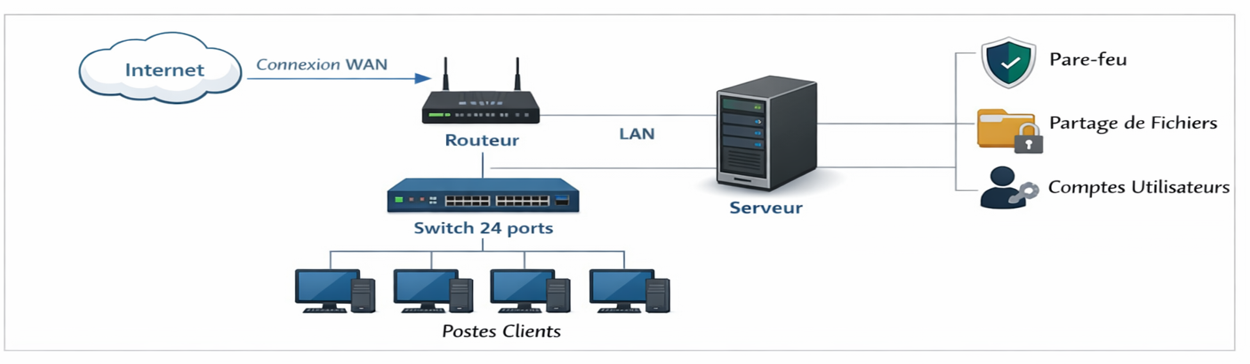 Internet
Connexion WAN
Routeur
LAN
Serveur
Pare-feu
Partage de Fichiers
Comptes Utilisateurs
Switch 24 ports
Postes Clients